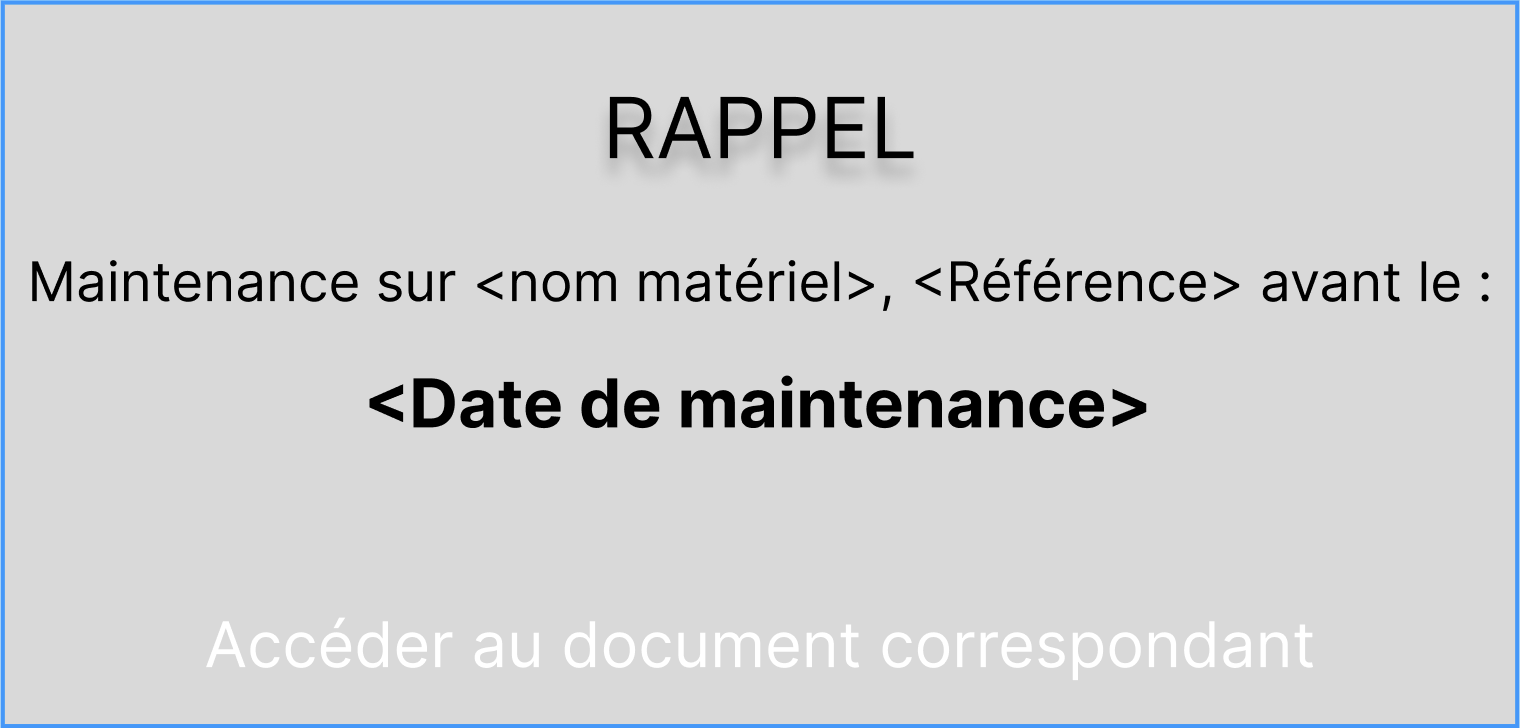 RAPPEL
Maintenance sur <nom matériel>, <Référence> avant le :
<Date de maintenance>
Accéder au document correspondant